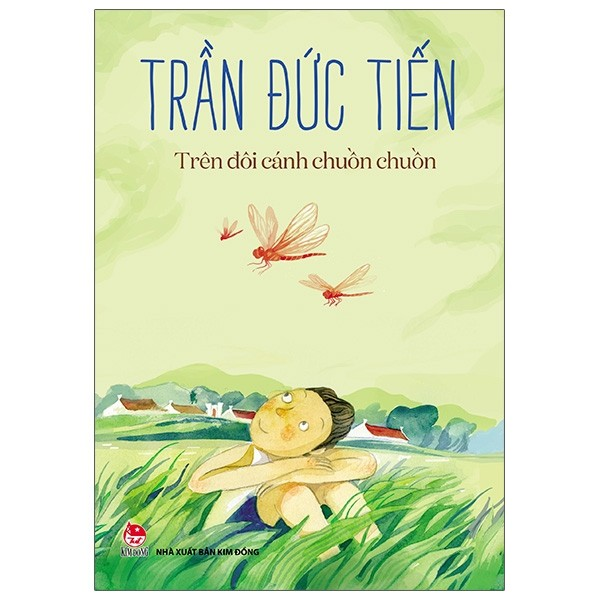 TRẦN ĐỨC TIẾN
Trên đôi cánh chuồn chuồn
KIM ĐỒNG
NHÀ XUẤT BẢN KIM ĐỒNG